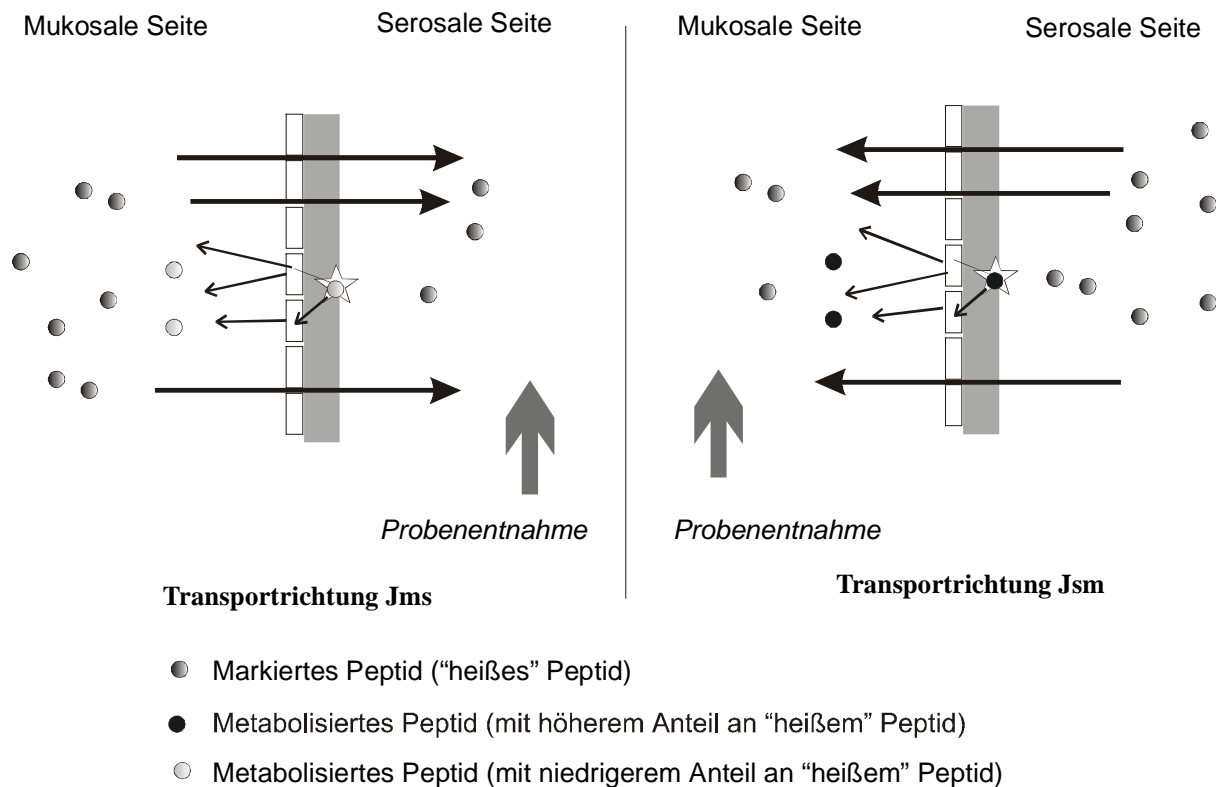 Mukosale Seite
Serosale Seite
Mukosale Seite
Serosale Seite
Probenentnahme
Probenentnahme
Transportrichtung Jms
Transportrichtung Jsm
Markiertes Peptid (“heißes” Peptid)
Metabolisiertes Peptid (mit höherem Anteil an “heißem” Peptid)
Metabolisiertes Peptid (mit niedrigerem Anteil an “heißem” Peptid)